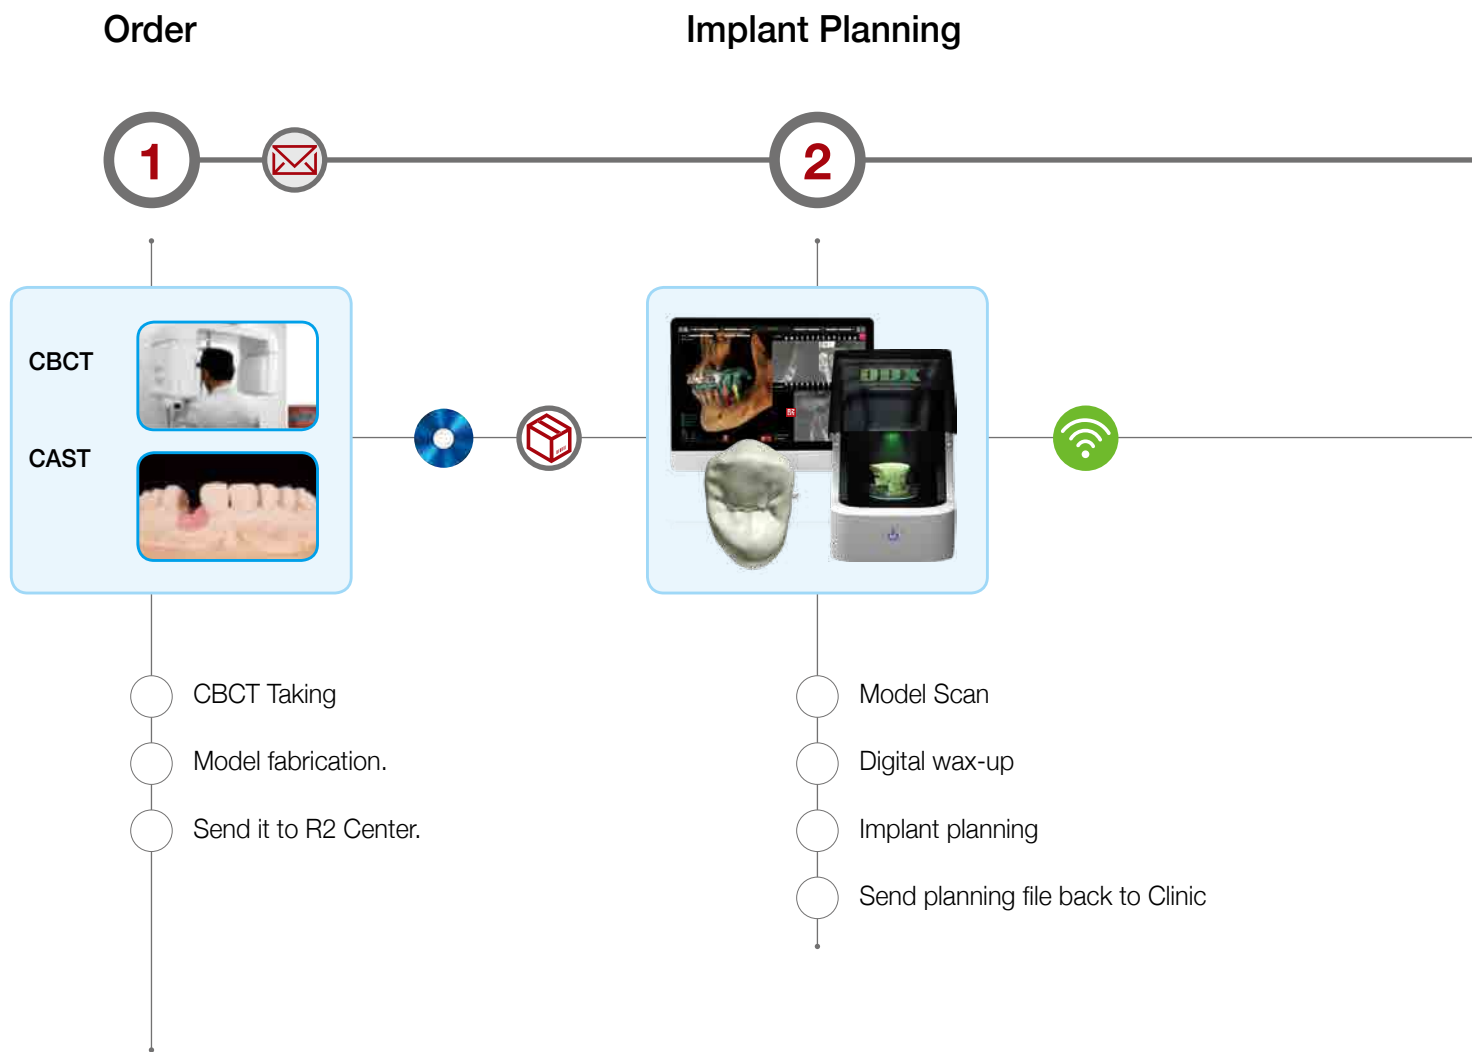 Order
Implant Planning
1
2
CBCT
CAST
CBCT Taking
Model fabrication.
Send it to R2 Center.
Model Scan
Digital wax-up
Implant planning
Send planning file back to Clinic